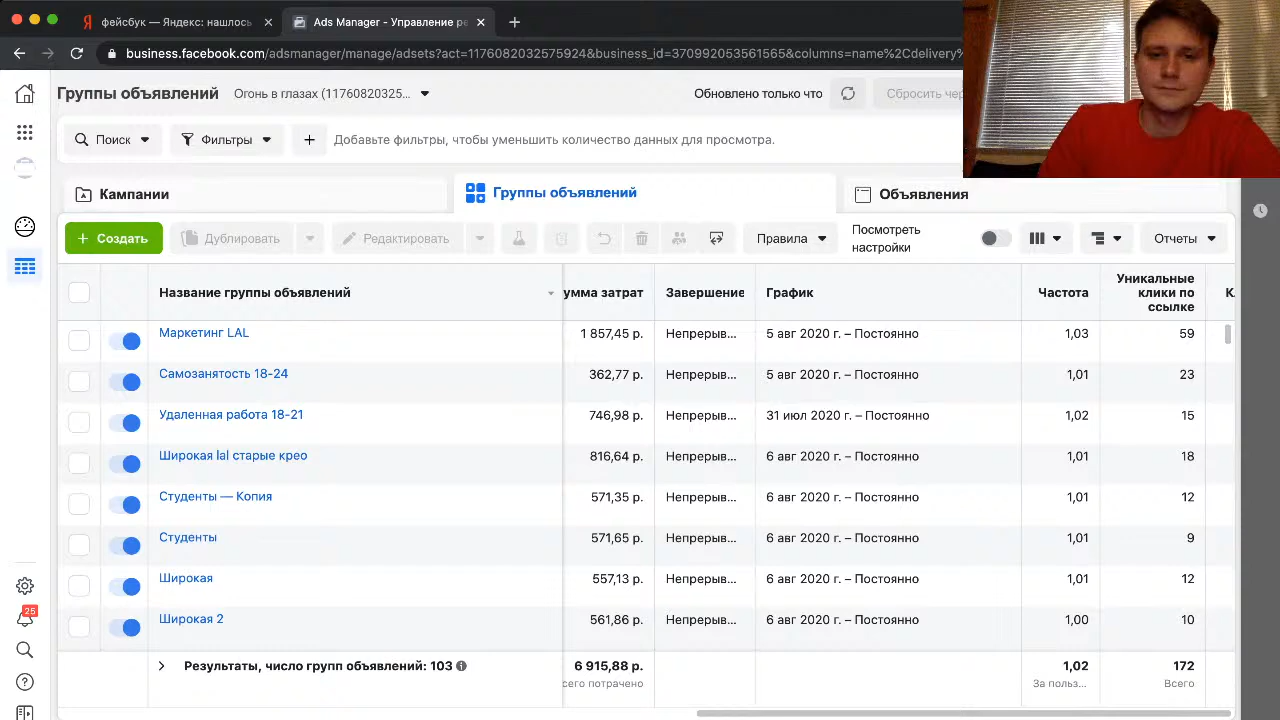 фейсбук — Яндекс: нашлось
Ads Manager - Управление ре
business.facebook.com/adsmanager/manage/adsets?act=1176082032575924&business_id=370992053561565&columns=name%2Cdelivery%
Группы объявлений
Огонь в глазах (11760820325...
Обновлено только что
Сбросить чер
Поиск
Фильтры
Добавьте фильтры, чтобы уменьшить количество данных для просмотра.
Кампании
Группы объявлений
Объявления
+ Создать
Дублировать
Редактировать
Правила
Посмотреть
настройки
Отчеты
Название группы объявлений
умма затрат
Завершение
График
Частота
Уникальные
клики по
ссылке
К
Маркетинг LAL 1 857,45 р. Непрерыв... 5 авг 2020 г. – Постоянно 1,03 59
Самозанятость 18-24 362,77 р. Непрерыв... 5 авг 2020 г. – Постоянно 1,01 23
Удаленная работа 18-21 746,98 р. Непрерыв... 31 июл 2020 г. – Постоянно 1,02 15
Широкая lal старые крео 816,64 р. Непрерыв... 6 авг 2020 г. – Постоянно 1,01 18
Студенты — Копия 571,35 р. Непрерыв... 6 авг 2020 г. – Постоянно 1,01 12
Студенты 571,65 р. Непрерыв... 6 авг 2020 г. – Постоянно 1,01 9
Широкая 557,13 р. Непрерыв... 6 авг 2020 г. – Постоянно 1,01 12
Широкая 2 561,86 р. Непрерыв... 6 авг 2020 г. – Постоянно 1,00 10
25
Результаты, число групп объявлений: 103 6 915,88 р. 1,02 172
сего потрачено За польз... Всего